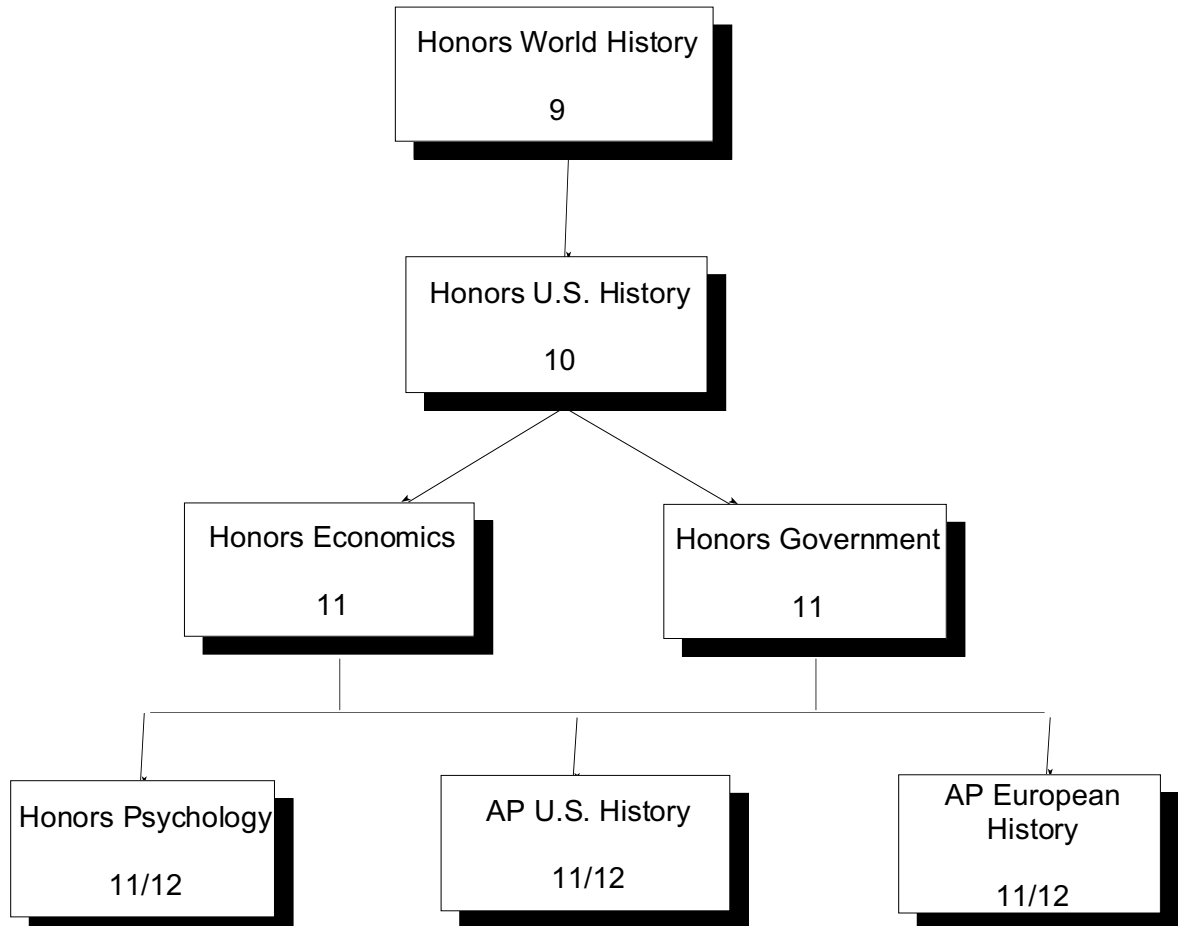 Honors World History
9
Honors U.S. History
10
Honors Economics
11
Honors Government
11
Honors Psychology
11/12
AP U.S. History
11/12
AP European
History
11/12